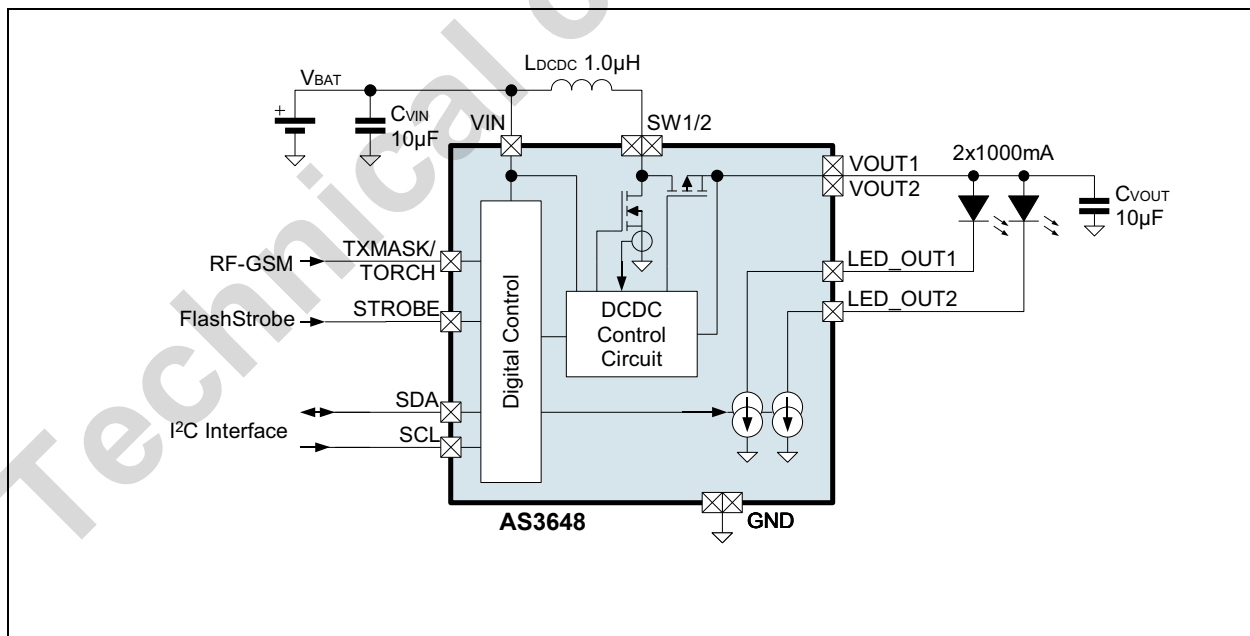 Technical c
LDCDC 1.0µH
VBAT
CVIN
10µF
VIN
SW1/2
VOUT1
VOUT2
2x1000mA
CVOUT
10µF
RF-GSM
TXMASK/
TORCH
LED_OUT1
FlashStrobe
STROBE
LED_OUT2
Digital Control
DCDC
Control
Circuit
SDA
I²C Interface
SCL
AS3648
GND